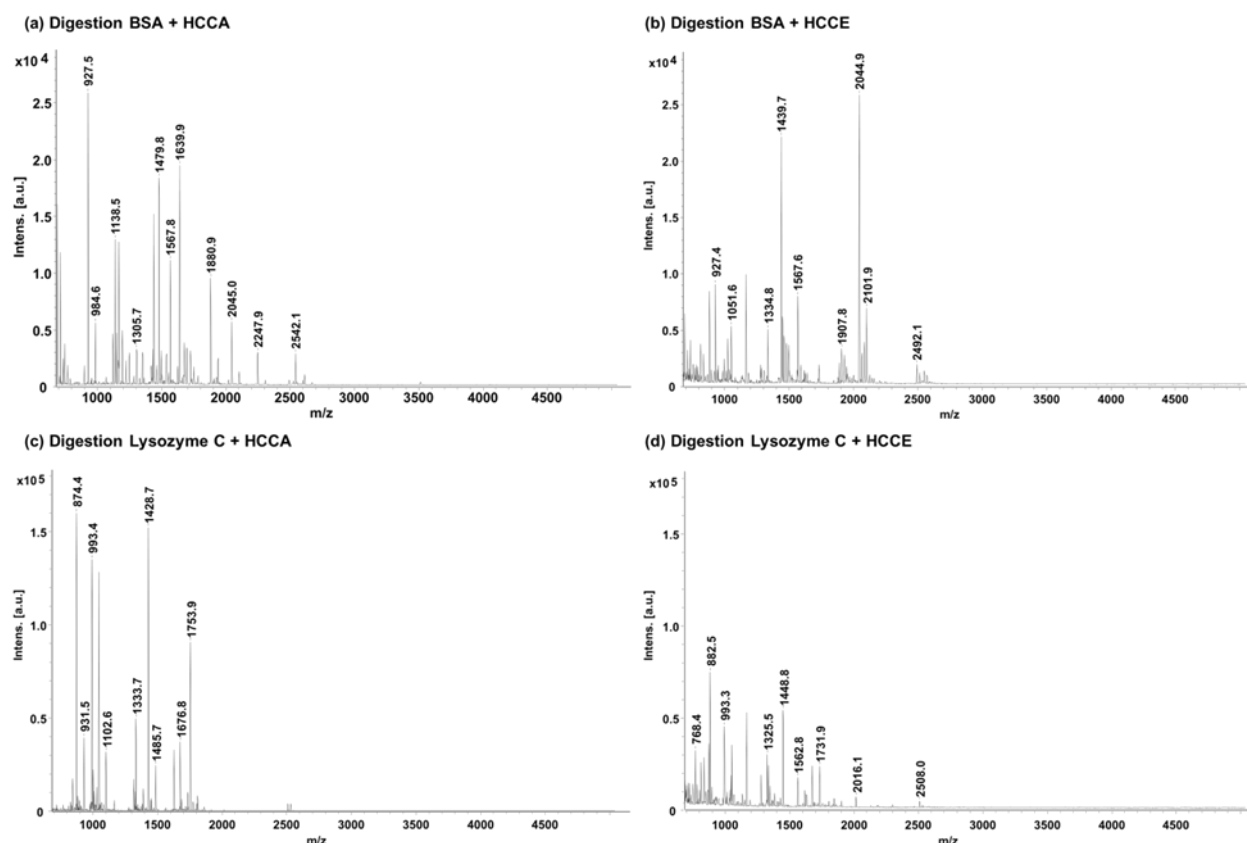 (a) Digestion BSA + HCCA
x10 4
Intens. [a.u.]
2.5
2.0
1.5
1.0
0.5
0
927.5
984.6
1138.5
1305.7
1479.8
1567.8
1639.9
1880.9
2045.0
2247.9
2542.1
1000 1500 2000 2500 3000 3500 4000 4500
m/z
(b) Digestion BSA + HCCE
x10 4
Intens. [a.u.]
2.5
2.0
1.5
1.0
0.5
0
927.4
1051.6
1334.8
1439.7
1567.6
1907.8
2044.9
2101.9
2492.1
1000 1500 2000 2500 3000 3500 4000 4500
m/z
(c) Digestion Lysozyme C + HCCA
x10 5
Intens. [a.u.]
1.5
1.0
0.5
0
874.4
931.5
993.4
1102.6
1333.7
1428.7
1485.7
1676.8
1753.9
1000 1500 2000 2500 3000 3500 4000 4500
m/z
(d) Digestion Lysozyme C + HCCE
x10 5
Intens. [a.u.]
1.5
1.0
0.5
0
768.4
882.5
993.3
1325.5
1448.8
1562.8
1731.9
2016.1
2508.0
1000 1500 2000 2500 3000 3500 4000 4500
m/z